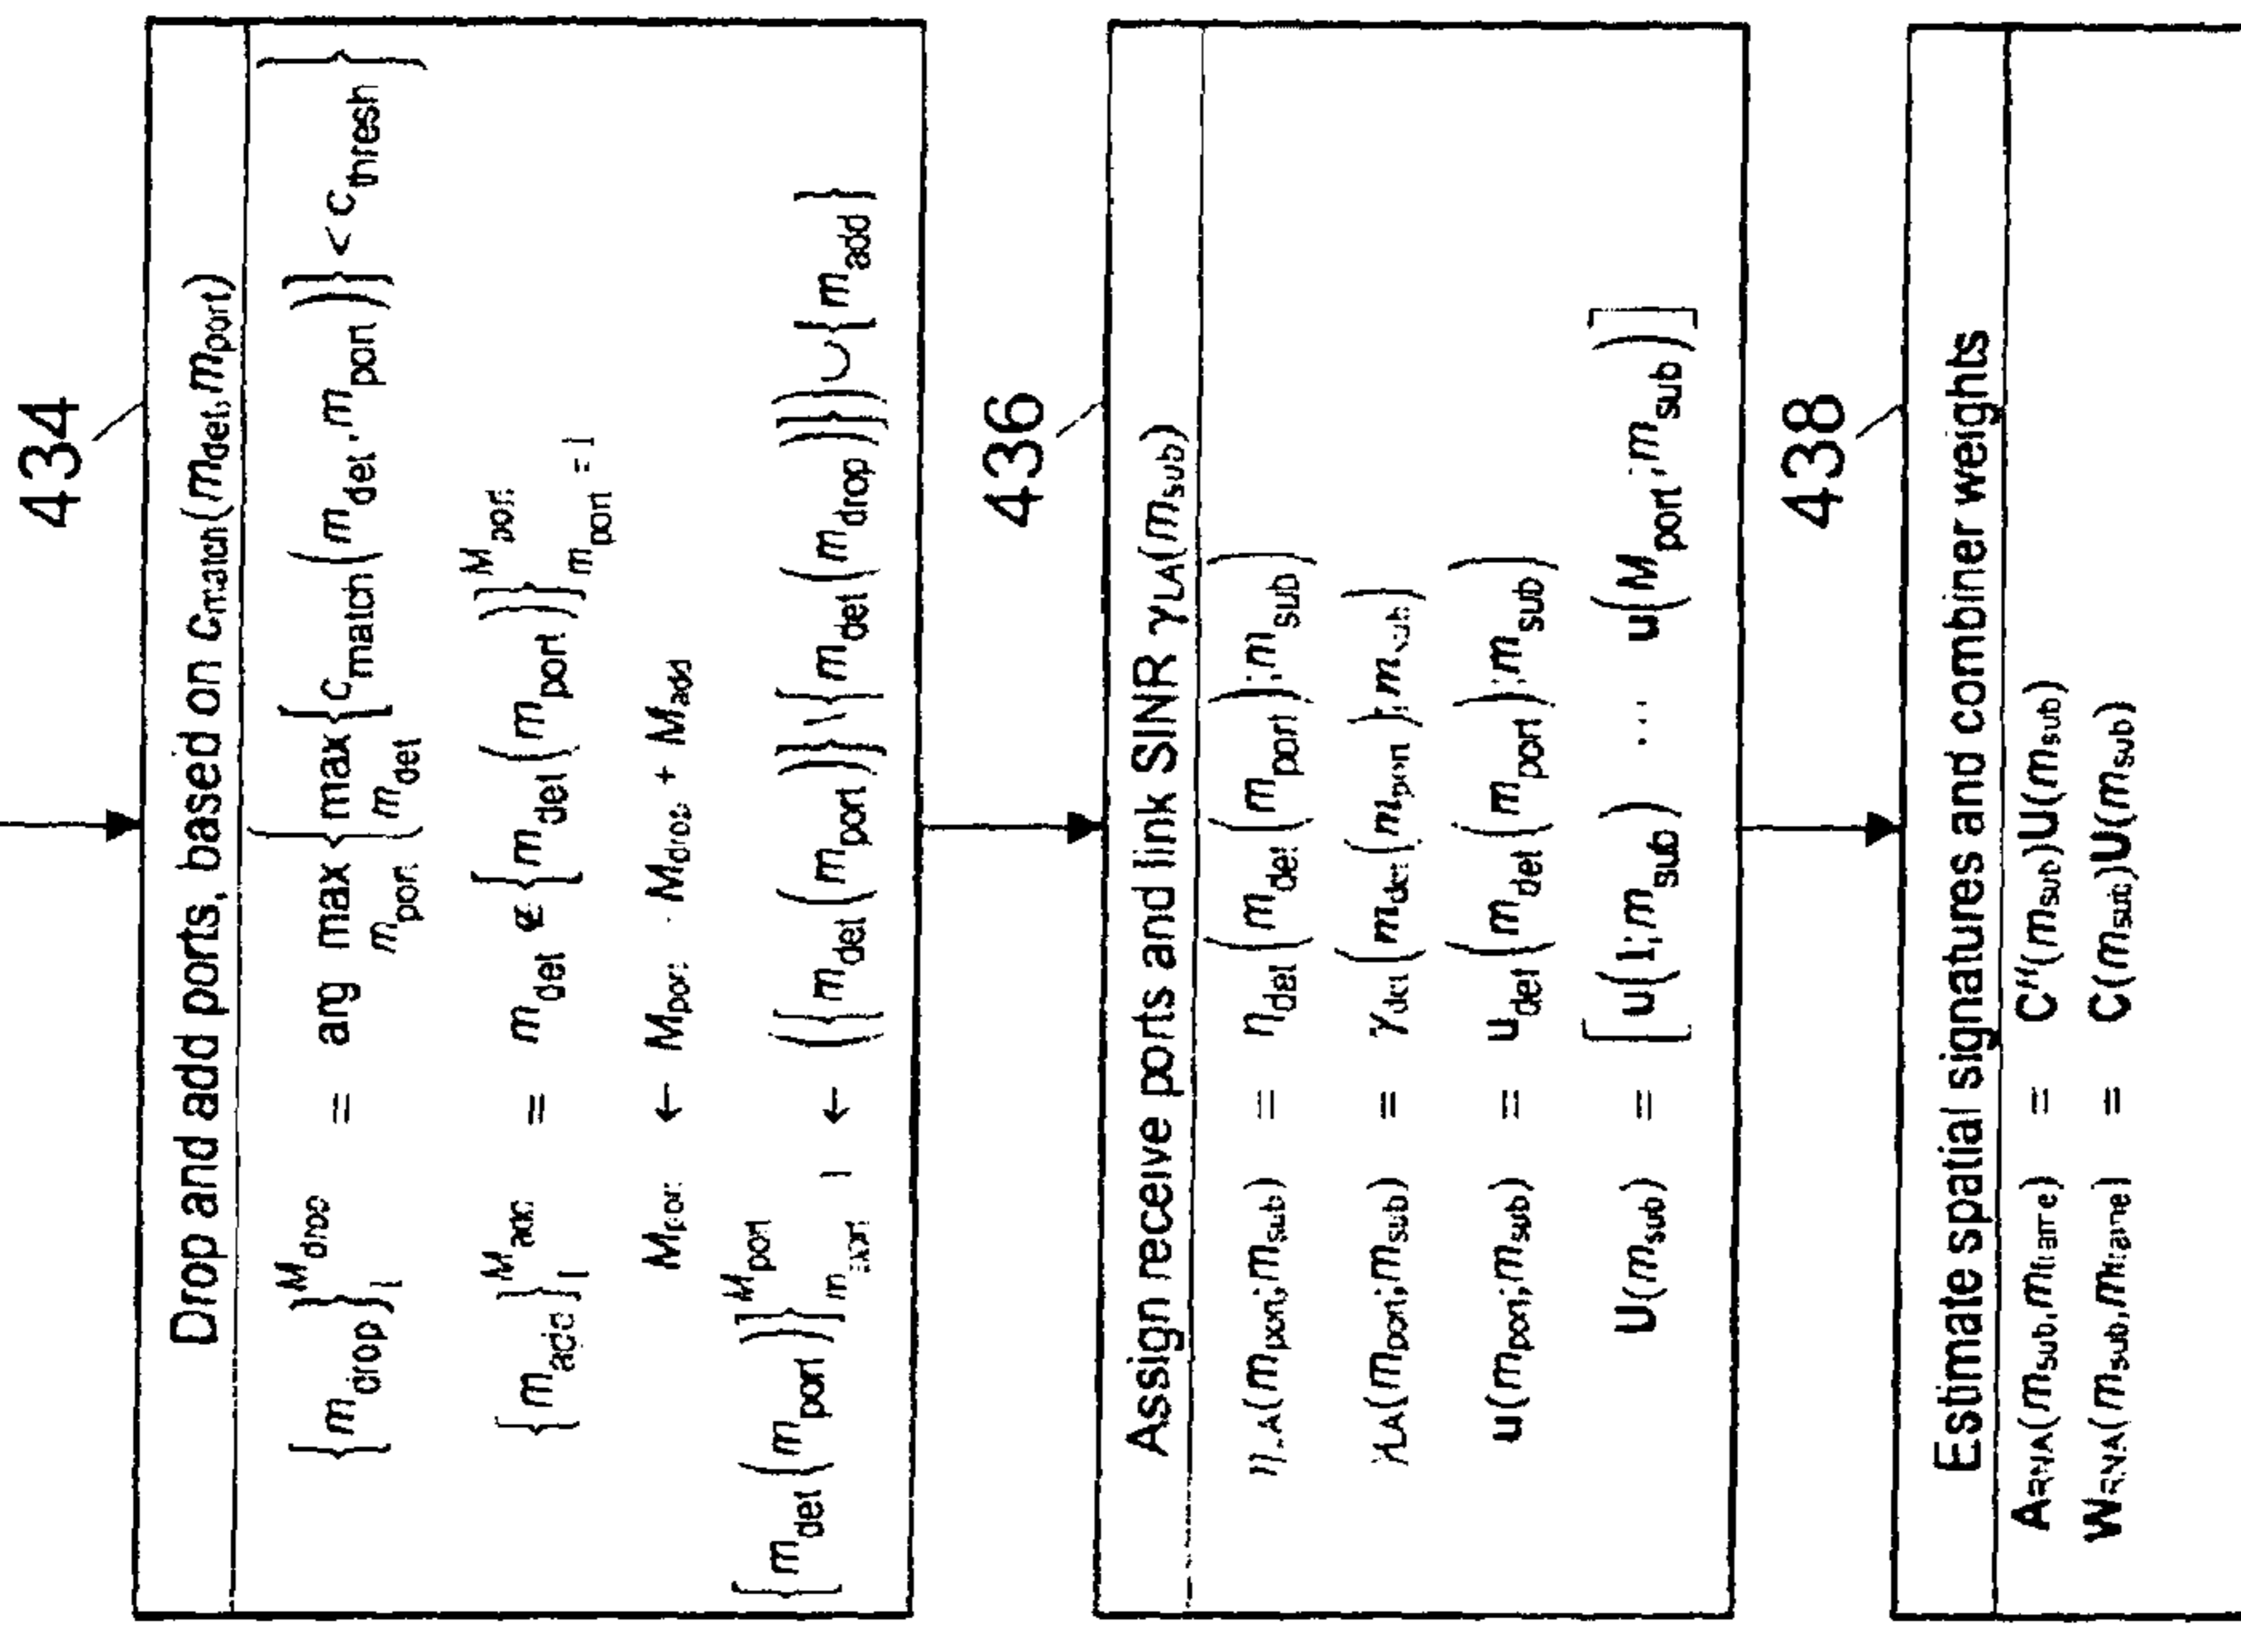 434
Drop and add ports, based on c_match(m_det, m_port)
{m_drop}_1^M_drop = arg max_{m_port} { max_{m_det} {c_match(m_det, m_port)} < c_thresh }
{m_add}_1^M_add = m_det ∉ {m_det(m_port)}_{m_port = 1}^M_port
M_port ← M_port - M_drop + M_add
{m_det(m_port)}_{m_port = 1}^M_port ← ({m_det(m_port)} \ {m_det(m_drop)}) ∪ {m_add}
436
Assign receive ports and link SINR γ_LA(m_sub)
η_LA(m_port; m_sub) = η_det(m_det(m_port); m_sub)
γ_LA(m_port; m_sub) = γ_det(m_det(m_port); m_sub)
u(m_port; m_sub) = u_det(m_det(m_port); m_sub)
U(m_sub) = [u(1; m_sub) ... u(M_port; m_sub)]
438
Estimate spatial signatures and combiner weights
A_RNA(m_sub, m_frame) = C^H(m_sub)U(m_sub)
W_RNA(m_sub, m_frame) = C(m_sub)U(m_sub)